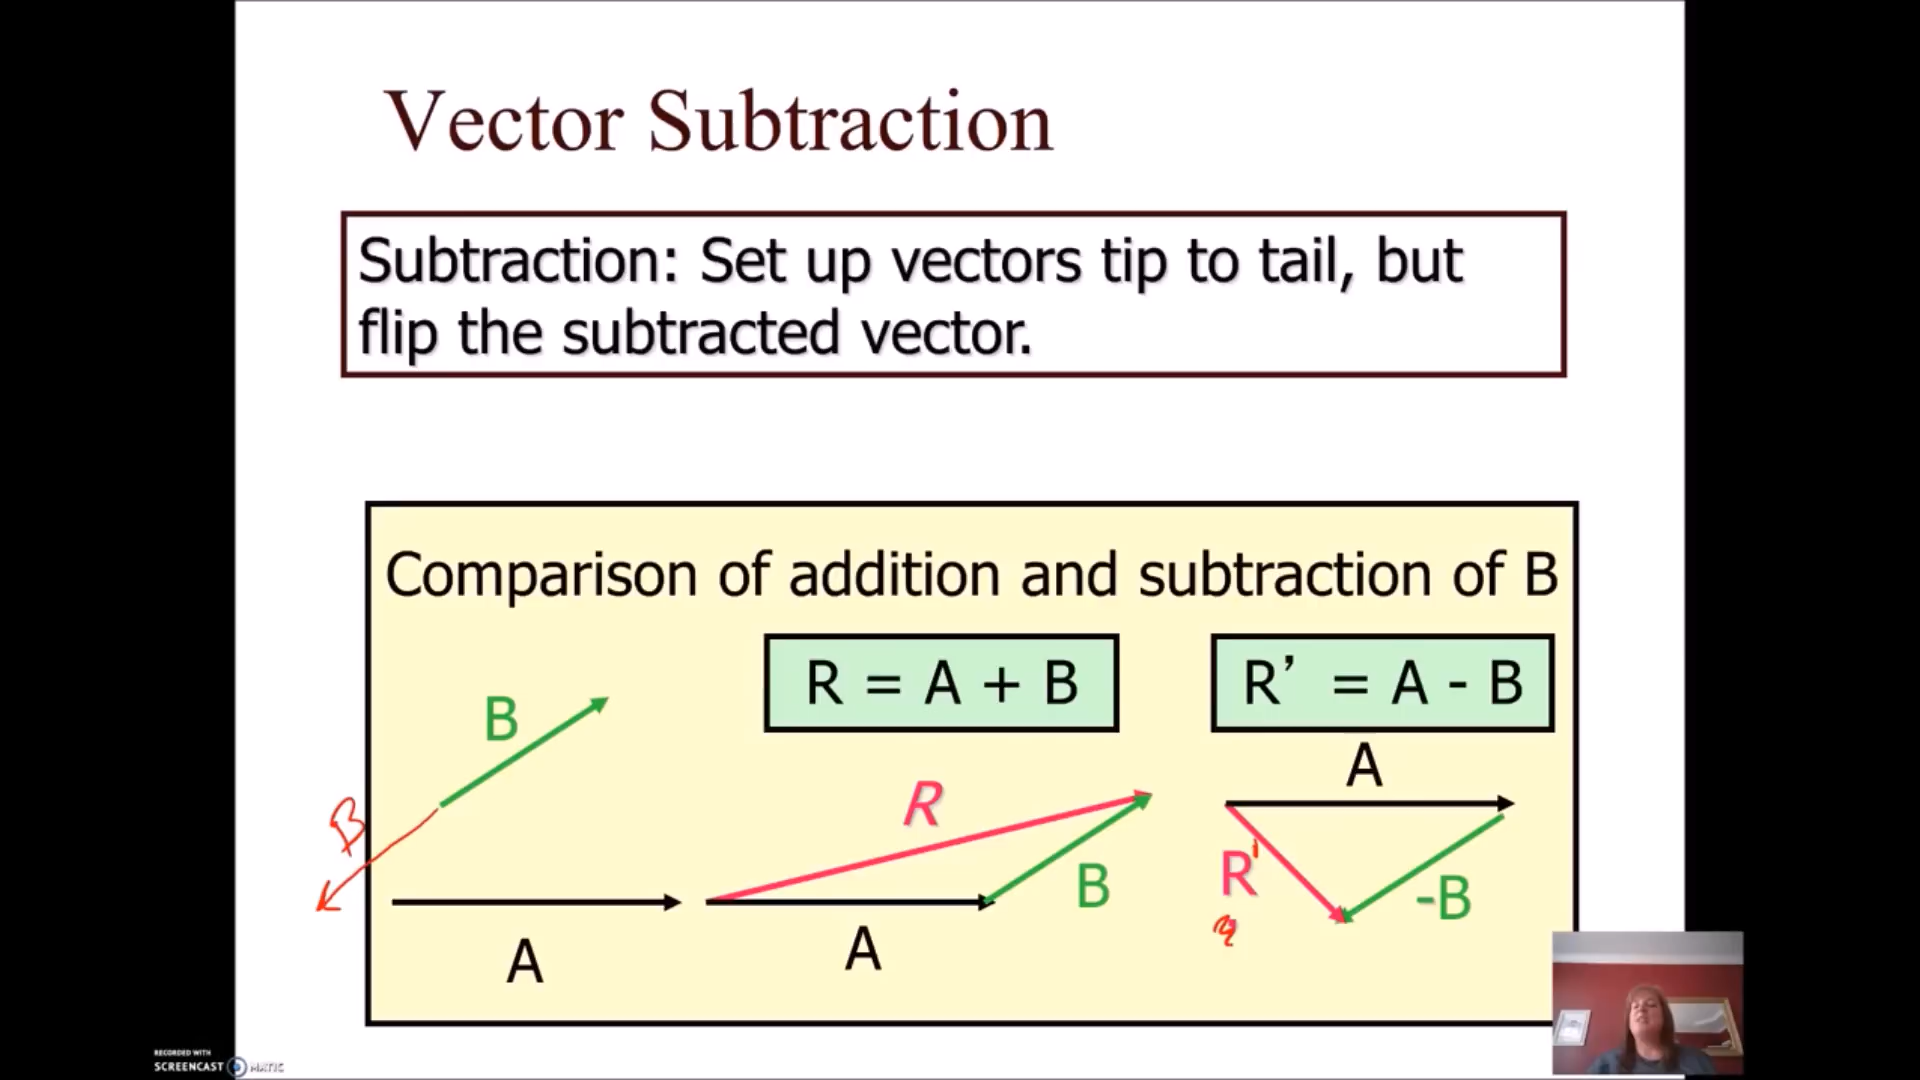 Vector Subtraction
Subtraction: Set up vectors tip to tail, but
flip the subtracted vector.
Comparison of addition and subtraction of B
R = A + B
R’ = A - B
B
A
R
B
A
B
A
R'
-B
RECORDED WITH
SCREENCAST MATIC